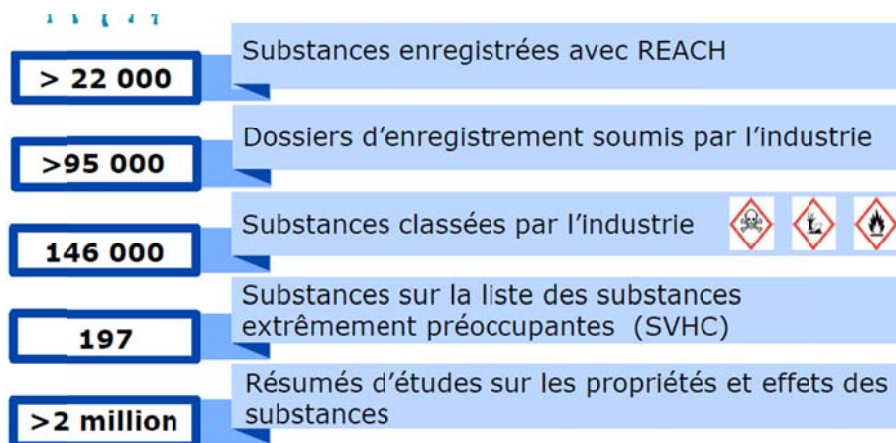 > 22 000
Substances enregistrées avec REACH
>95 000
Dossiers d'enregistrement soumis par l'industrie
146 000
Substances classées par l'industrie
197
Substances sur la liste des substances
extrêmement préoccupantes (SVHC)
>2 million
Résumés d'études sur les propriétés et effets des
substances